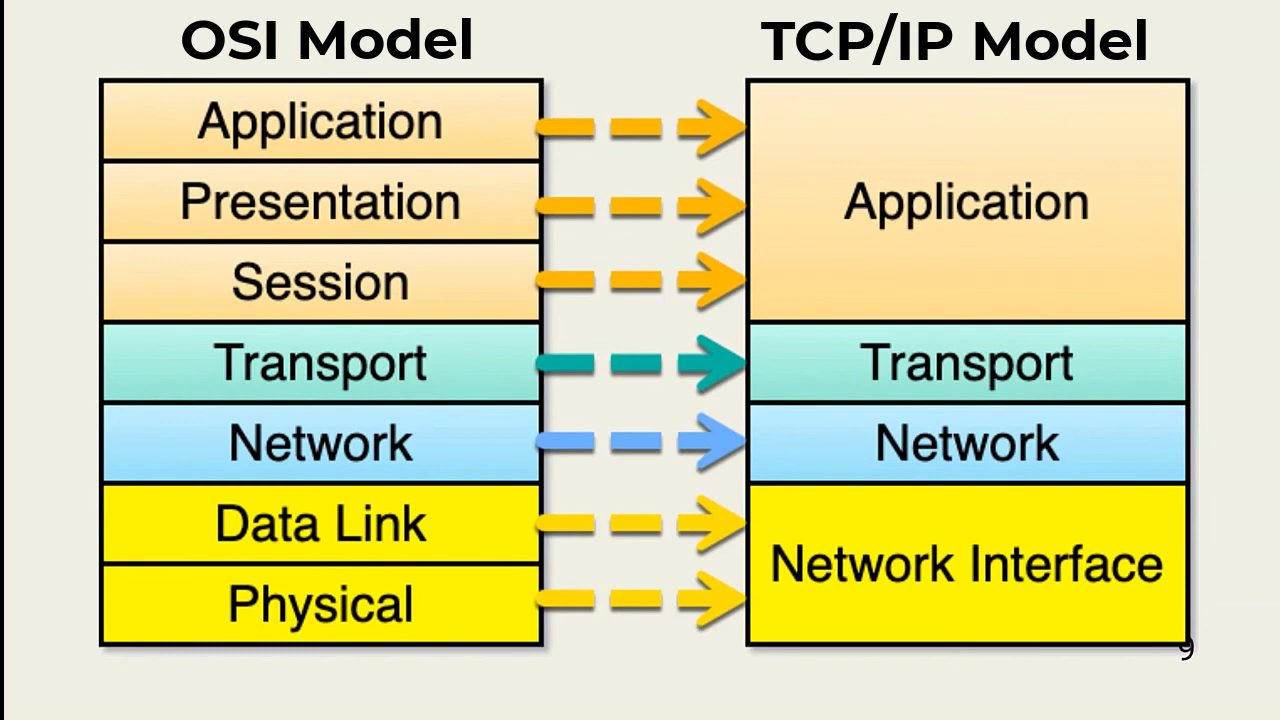 OSI Model
Application
Presentation
Session
Transport
Network
Data Link
Physical
TCP/IP Model
Application
Transport
Network
Network Interface
9